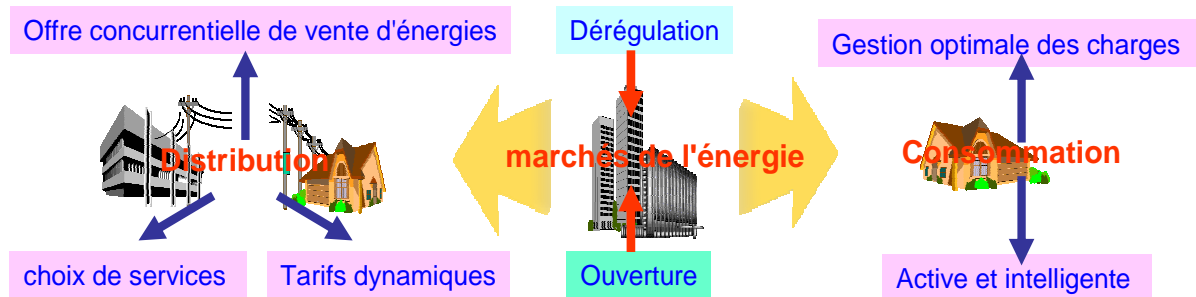 Offre concurrentielle de vente d'énergies
Dérégulation
Gestion optimale des charges
Distribution
marchés de l'énergie
Consommation
choix de services
Tarifs dynamiques
Ouverture
Active et intelligente